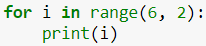 for i in range(6, 2):
    print(i)